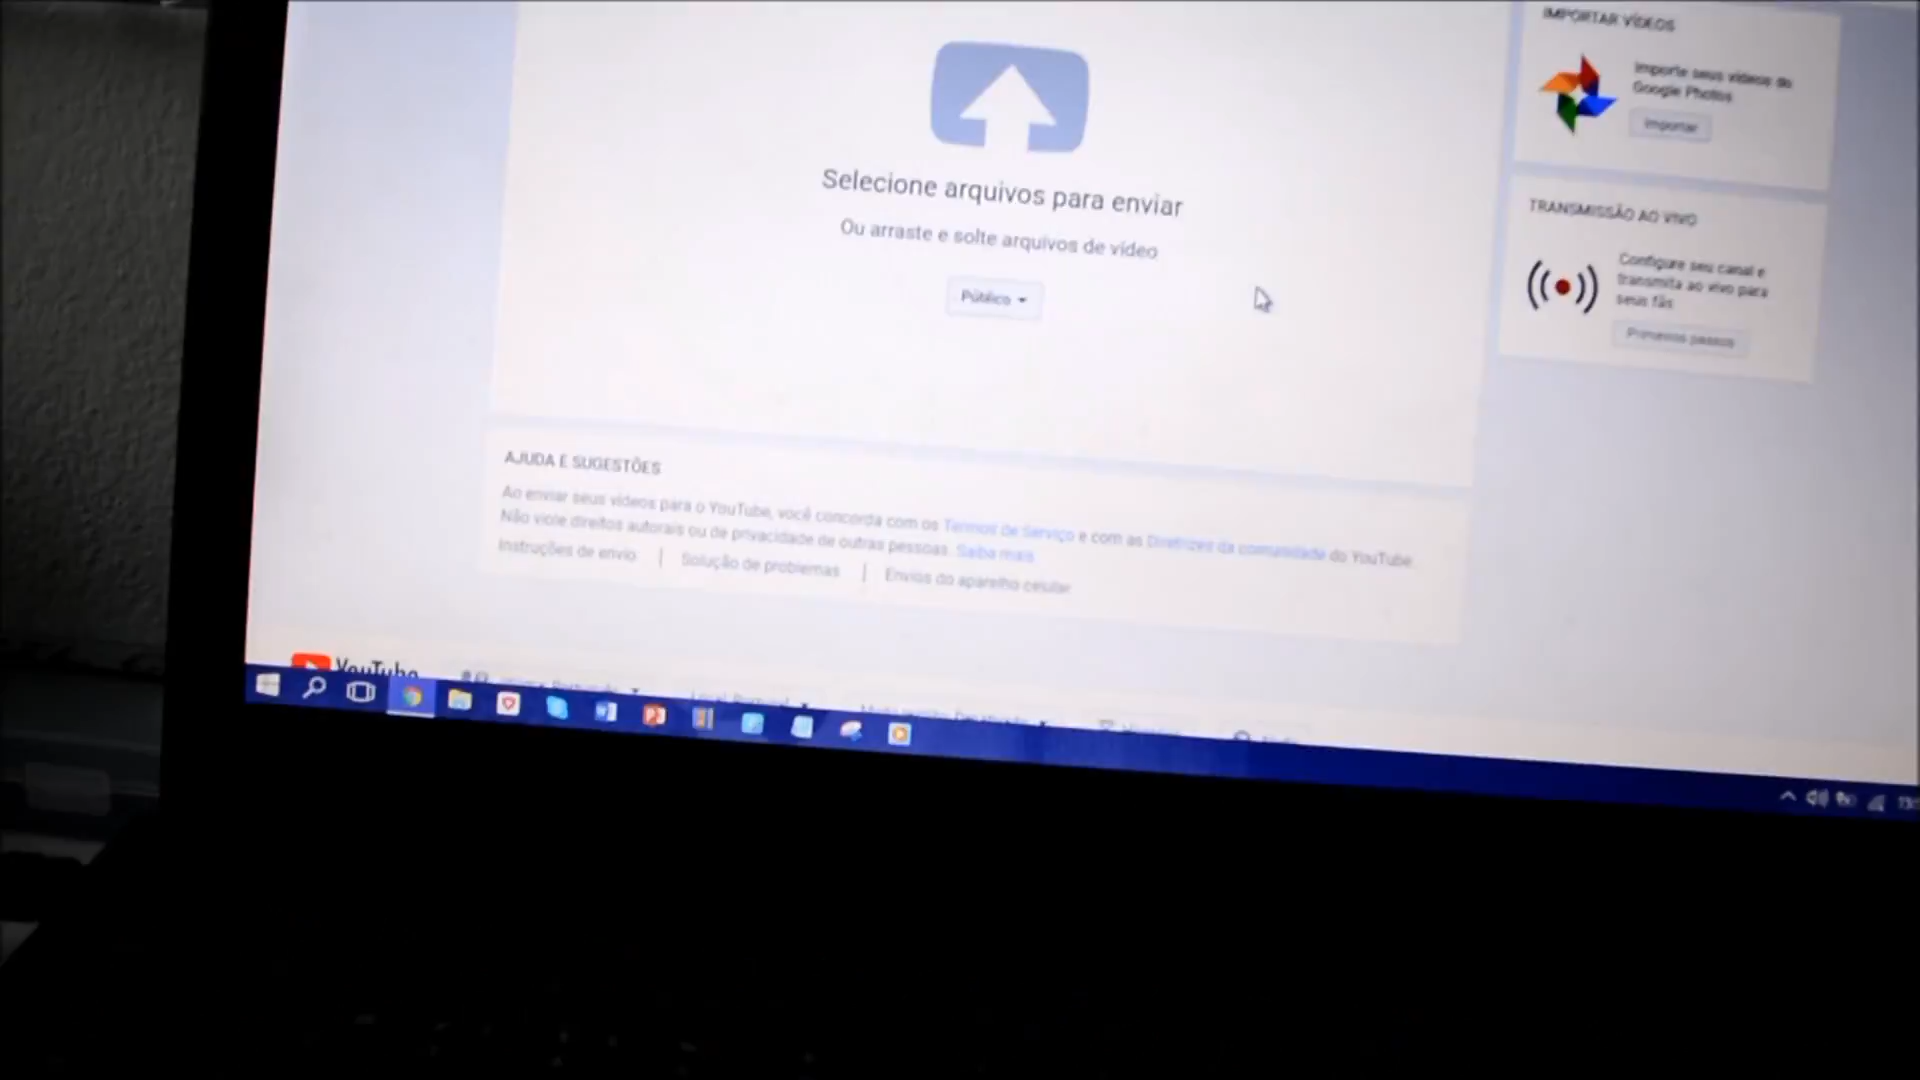 Selecione arquivos para enviar
Ou arraste e solte arquivos de vídeo
Público
IMPORTAR VÍDEOS
Importe seus vídeos do
Google Photos
Importar
TRANSMISSÃO AO VIVO
Configure seu canal e
transmita ao vivo para
seus fãs
Primeiros passos
AJUDA E SUGESTÕES
Ao enviar seus vídeos para o YouTube, você concorda com os Termos de Serviço e com as Diretrizes da comunidade do YouTube.
Não viole direitos autorais ou de privacidade de outras pessoas. Saiba mais
Instruções de envio | Solução de problemas | Envios do aparelho celular
YouTube